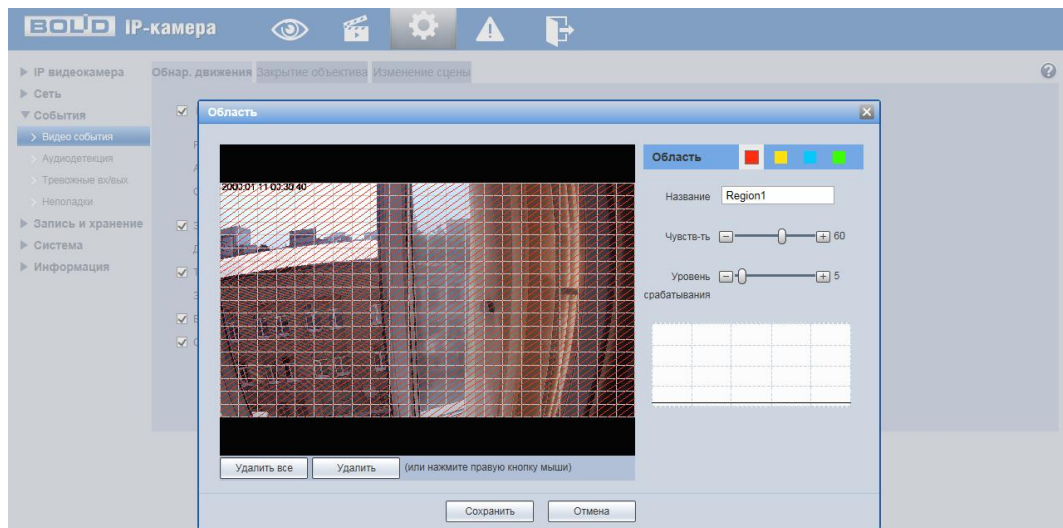 BOLID IP-камера
IP видеокамера
Сеть
События
Видео события
Аудиодетекция
Тревожные вх/вых
Неполадки
Запись и хранение
Система
Информация
Обнар. движения Закрытие объектива Изменение сцены
Область
2000.01.11 00:30:40
Область
Название Region1
Чувств-ть 60
Уровень срабатывания 5
Удалить все Удалить (или нажмите правую кнопку мыши)
Сохранить Отмена